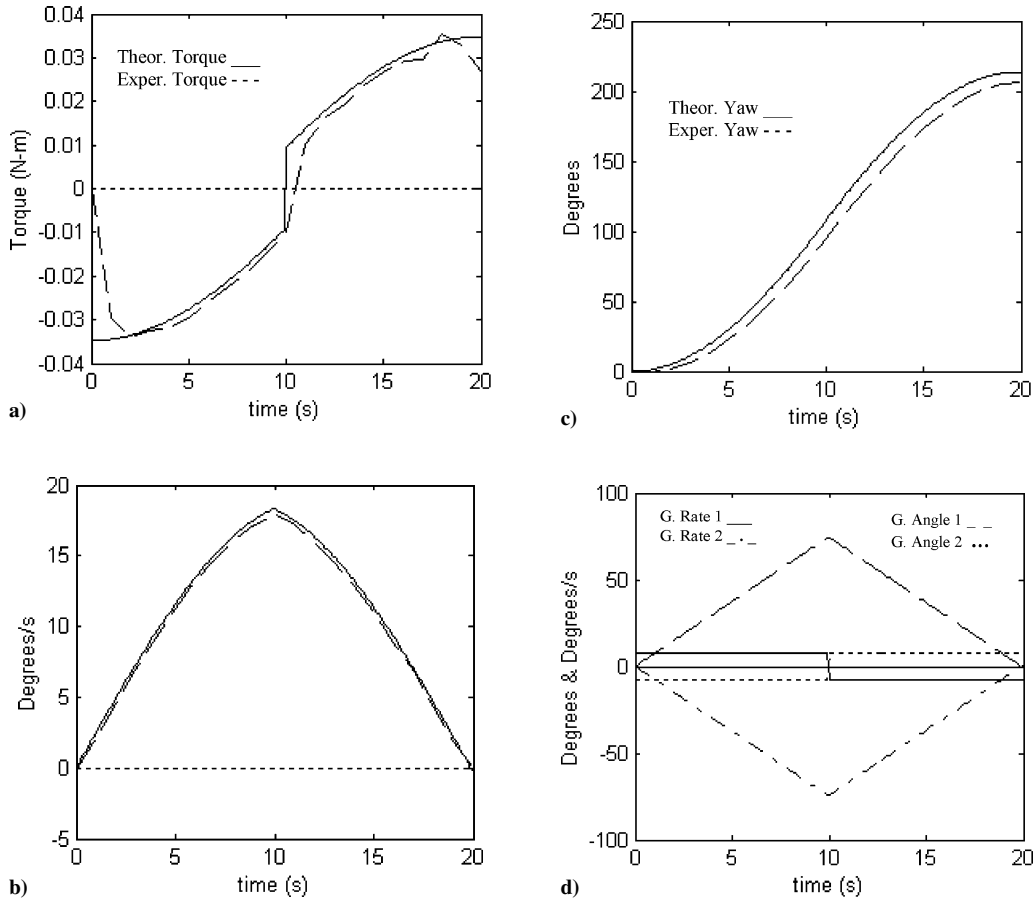 0.04
0.03
0.02
0.01
0
-0.01
-0.02
-0.03
-0.04
Torque (N-m)
Theor. Torque
Exper. Torque
0 5 10 15 20
time (s)
a)
250
200
150
100
50
0
Degrees
Theor. Yaw
Exper. Yaw
0 5 10 15 20
time (s)
c)
20
15
10
5
0
-5
Degrees/s
0 5 10 15 20
time (s)
b)
100
50
0
-50
-100
Degrees & Degrees/s
G. Rate 1
G. Rate 2
G. Angle 1
G. Angle 2
0 5 10 15 20
time (s)
d)